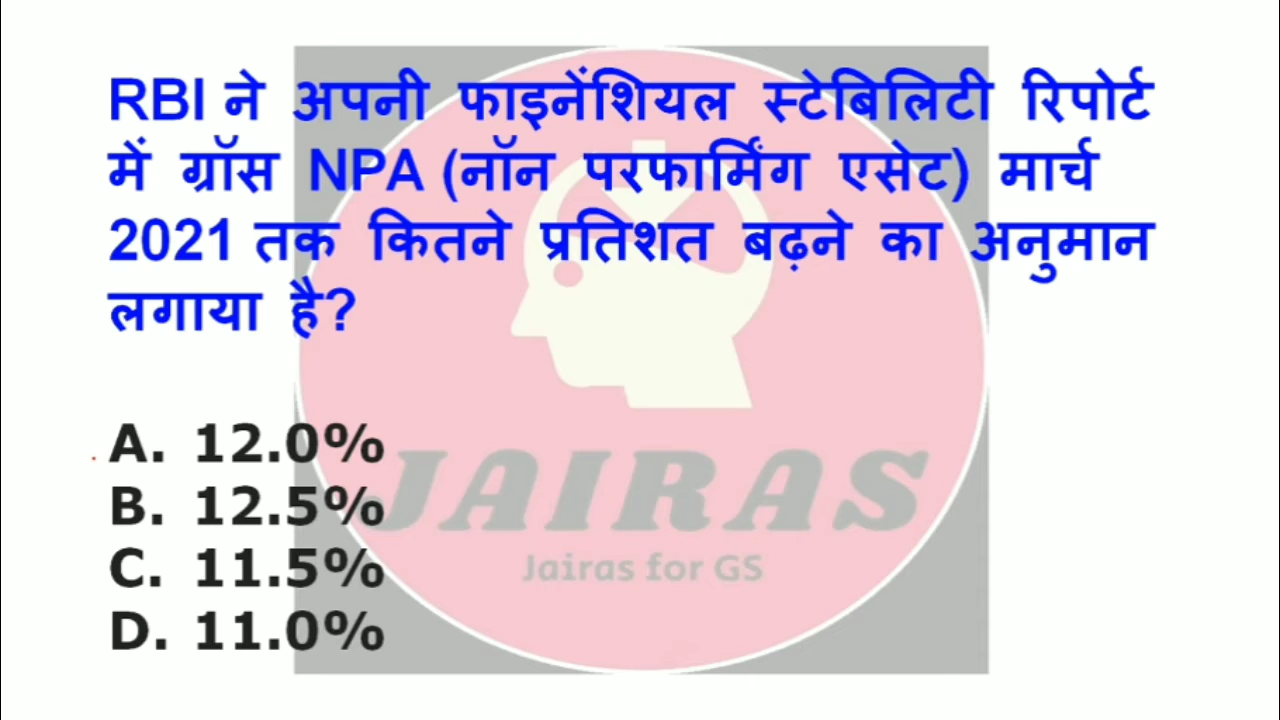 RBI ने अपनी फाइनेंशियल स्टेबिलिटी रिपोर्ट
में ग्रॉस NPA (नॉन परफार्मिंग एसेट) मार्च
2021 तक कितने प्रतिशत बढ़ने का अनुमान
लगाया है?
A. 12.0%
B. 12.5%
C. 11.5%
D. 11.0%
JAIRAS
Jairas for GS